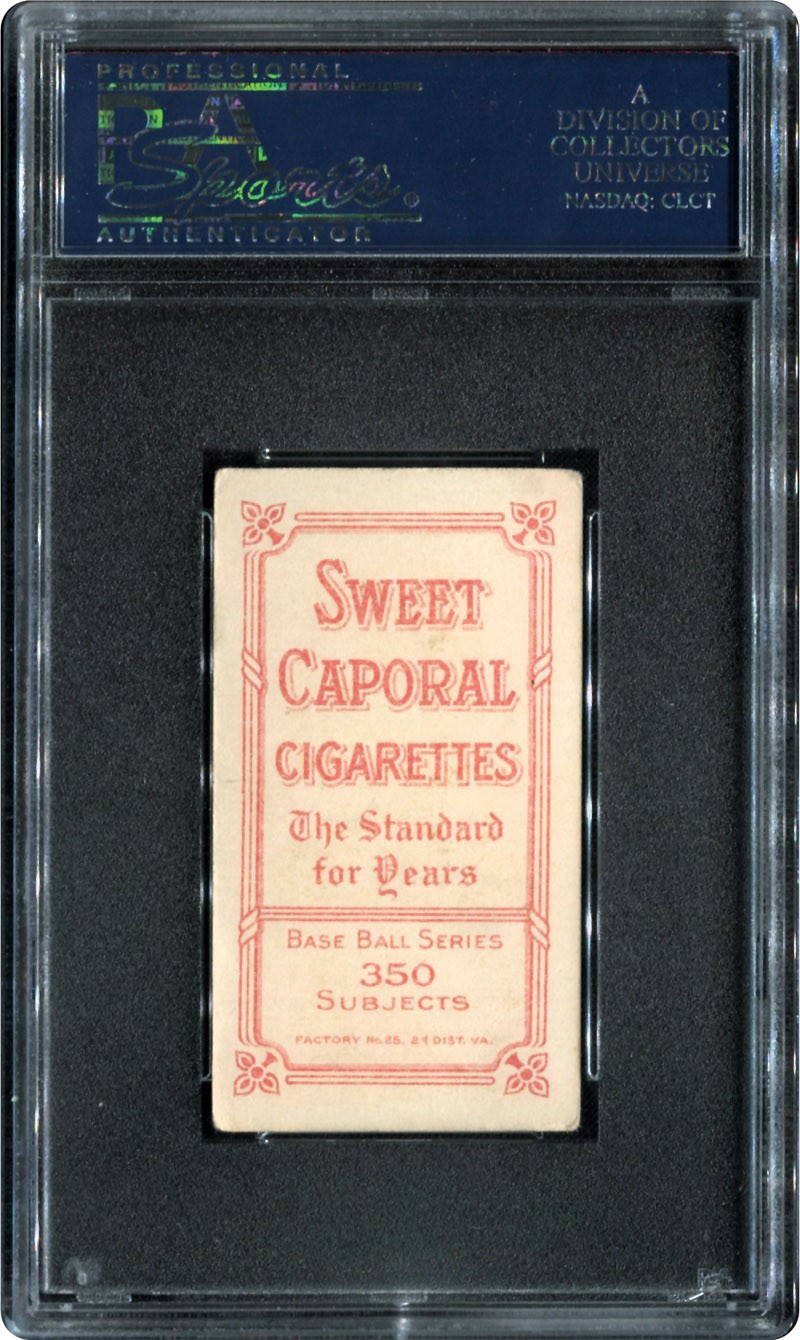 PROFESSIONAL
PSA
Sports®
AUTHENTICATOR
A
DIVISION OF
COLLECTORS
UNIVERSE
NASDAQ: CLCT
SWEET
CAPORAL
CIGARETTES
The Standard
for Years
BASE BALL SERIES
350
SUBJECTS
FACTORY No. 25, 2d DIST. VA.